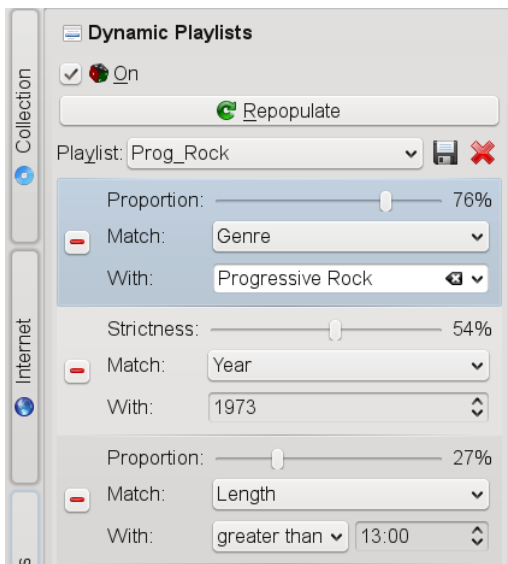 Dynamic Playlists
On
Repopulate
Playlist: Prog_Rock
Proportion: 76%
Match: Genre
With: Progressive Rock
Strictness: 54%
Match: Year
With: 1973
Proportion: 27%
Match: Length
With: greater than 13:00
Collection
Internet